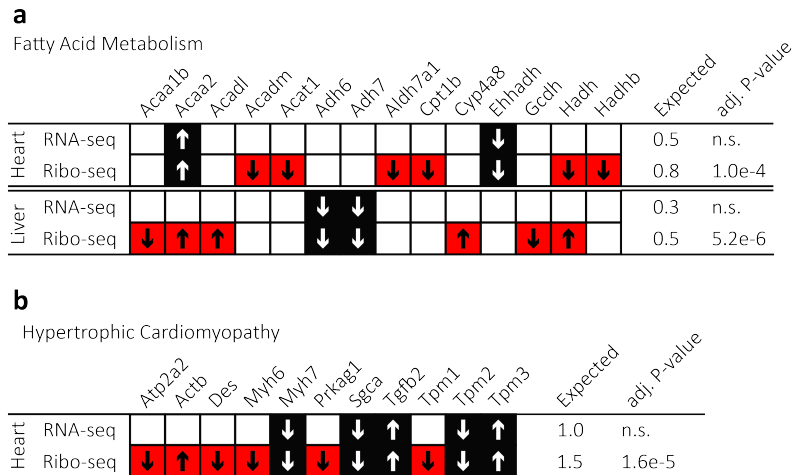 a
Fatty Acid Metabolism
Acaa1b Acaa2 Acadl Acadm Acat1 Adh6 Adh7 Aldh7a1 Cpt1b Cyp4a8 Ehhadh Gcdh Hadh Hadhb Expected adj. P-value
Heart
RNA-seq ↑ ↓ 0.5 n.s.
Ribo-seq ↑ ↓ ↓ ↓ ↓ ↓ ↓ ↓ 0.8 1.0e-4
Liver
RNA-seq ↓ ↓ 0.3 n.s.
Ribo-seq ↓ ↑ ↑ ↓ ↓ ↑ ↓ ↑ 0.5 5.2e-6
b
Hypertrophic Cardiomyopathy
Atp2a2 Actb Des Myh6 Myh7 Prkag1 Sgca Tgfb2 Tpm1 Tpm2 Tpm3 Expected adj. P-value
Heart
RNA-seq ↓ ↓ ↑ ↓ ↑ 1.0 n.s.
Ribo-seq ↓ ↑ ↓ ↓ ↓ ↓ ↓ ↑ ↓ ↓ ↑ 1.5 1.6e-5